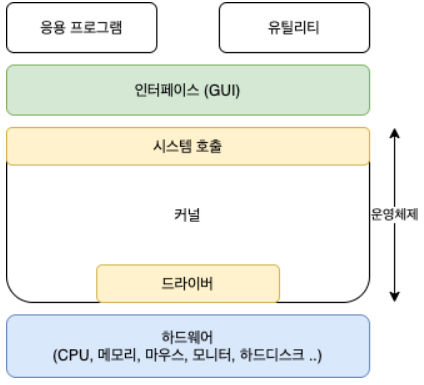 응용 프로그램
유틸리티
인터페이스 (GUI)
시스템 호출
커널
운영체제
드라이버
하드웨어
(CPU, 메모리, 마우스, 모니터, 하드디스크 ..)